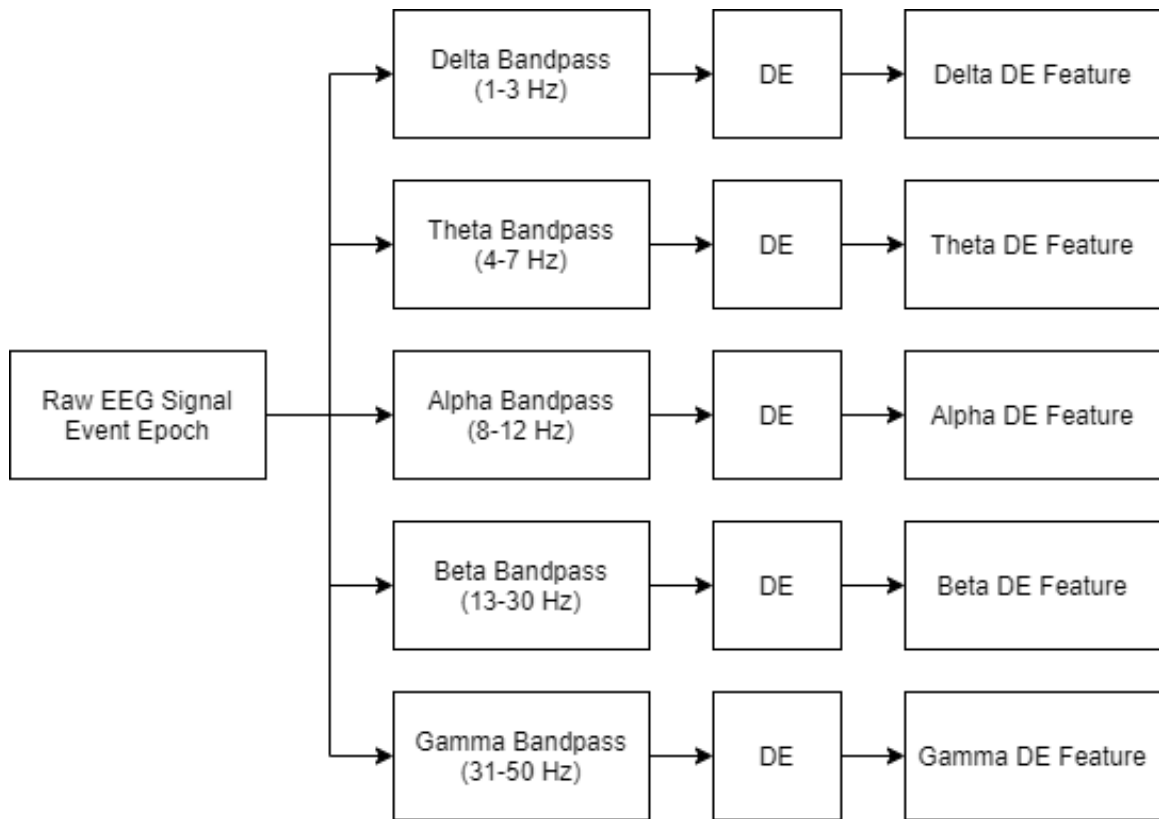 Delta Bandpass
(1-3 Hz)
DE
Delta DE Feature
Theta Bandpass
(4-7 Hz)
DE
Theta DE Feature
Raw EEG Signal
Event Epoch
Alpha Bandpass
(8-12 Hz)
DE
Alpha DE Feature
Beta Bandpass
(13-30 Hz)
DE
Beta DE Feature
Gamma Bandpass
(31-50 Hz)
DE
Gamma DE Feature